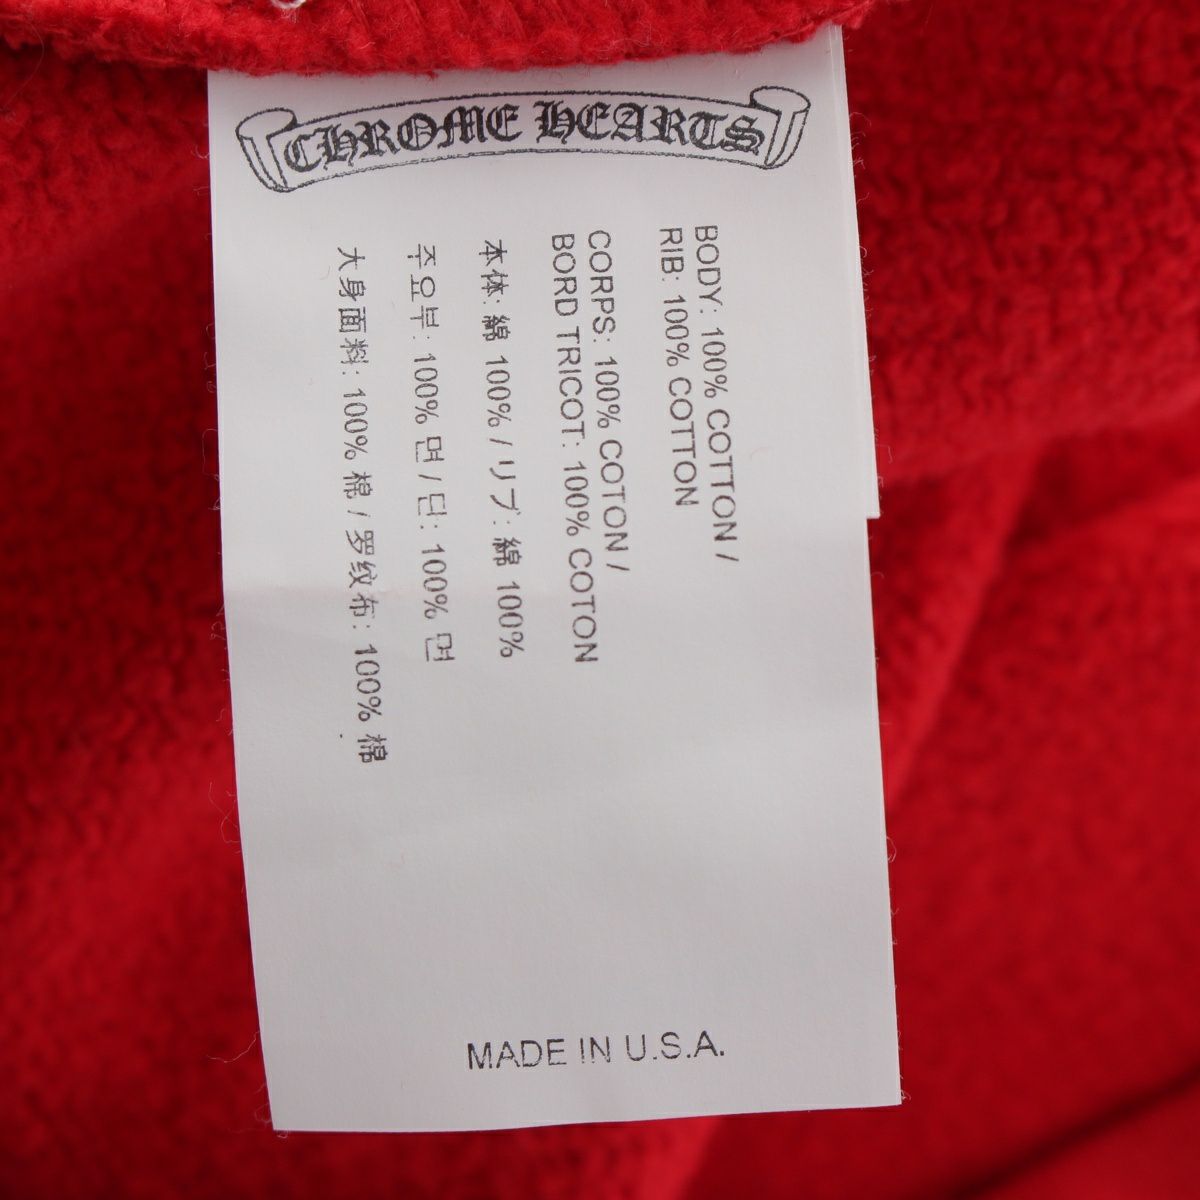 CHROME HEARTS
BODY: 100% COTTON /
RIB: 100% COTTON
CORPS: 100% COTON /
BORD TRICOT: 100% COTON
本体: 綿 100% / リブ: 綿 100%
주요부: 100% 면 / 단: 100% 면
大身面料: 100% 棉 / 罗纹布: 100% 棉
MADE IN U.S.A.